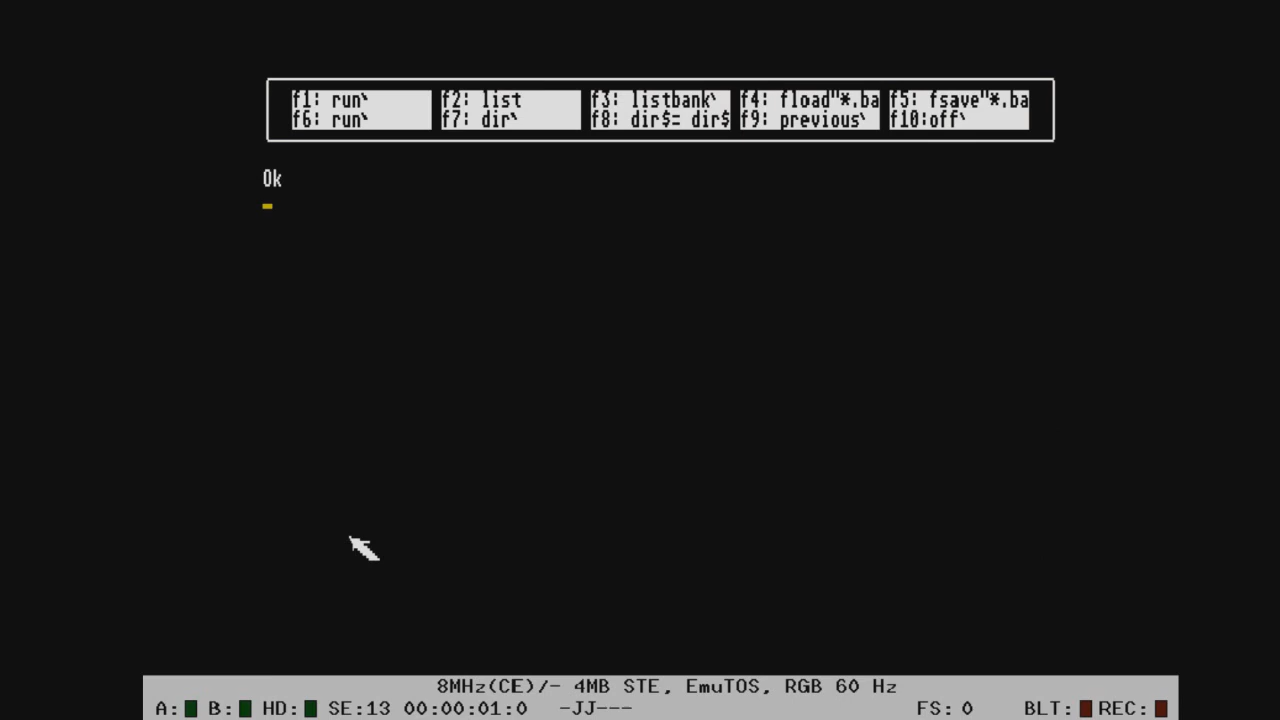 f1: run` f2: list f3: listbank` f4: fload"*.ba f5: fsave"*.ba
f6: run` f7: dir` f8: dir$= dir$ f9: previous` f10:off`
Ok
8MHz(CE)/- 4MB STE, EmuTOS, RGB 60 Hz
A: B: HD: SE:13 00:00:01:0 -JJ--- FS: 0 BLT: REC: